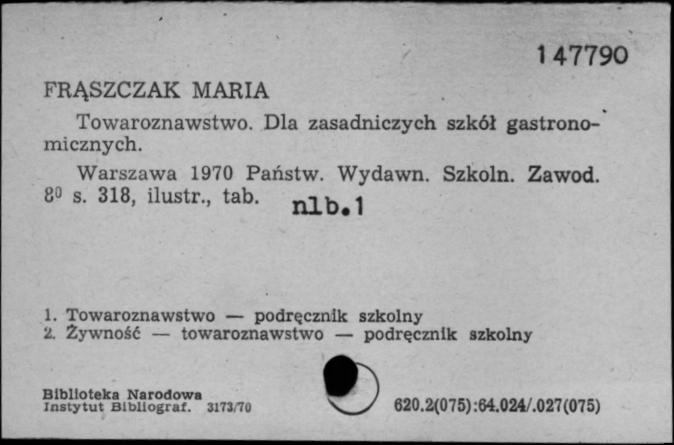 147790
FRĄSZCZAK MARIA
Towaroznawstwo. Dla zasadniczych szkół gastrono-
micznych.
Warszawa 1970 Państw. Wydawn. Szkoln. Zawod.
8⁰ s. 318, ilustr., tab. nlb.1
1. Towaroznawstwo — podręcznik szkolny
2. Żywność — towaroznawstwo — podręcznik szkolny
Biblioteka Narodowa
Instytut Bibliograf. 3173/70 620.2(075):64.024/.027(075)